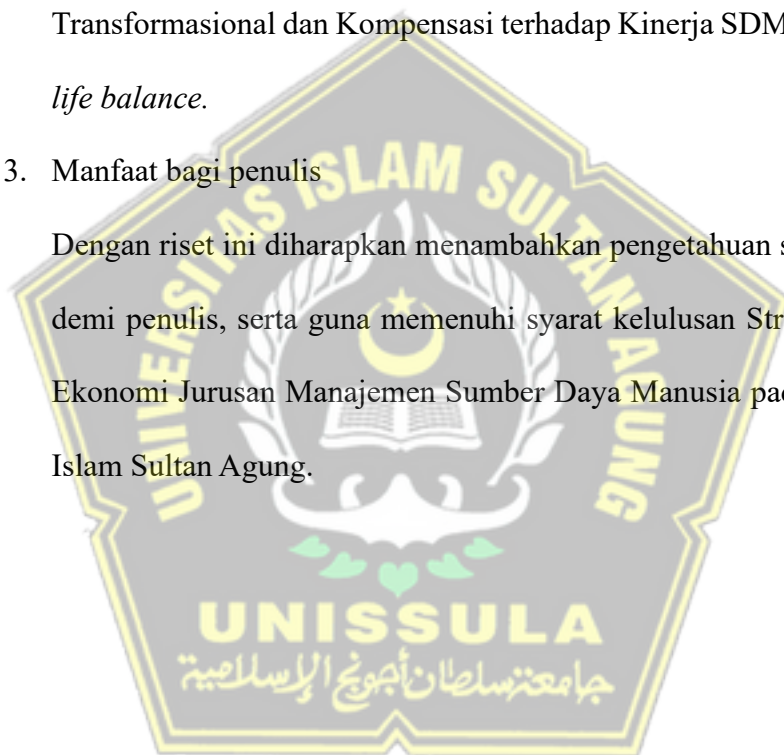 Transformasional dan Kompensasi terhadap Kinerja SDM
life balance.
3. Manfaat bagi penulis
Dengan riset ini diharapkan menambahkan pengetahuan s
demi penulis, serta guna memenuhi syarat kelulusan Str
Ekonomi Jurusan Manajemen Sumber Daya Manusia pa
Islam Sultan Agung.
UNIVERSITAS ISLAM SULTAN AGUNG
UNISSULA
جامعنزسلطان أجونج الإسلامية